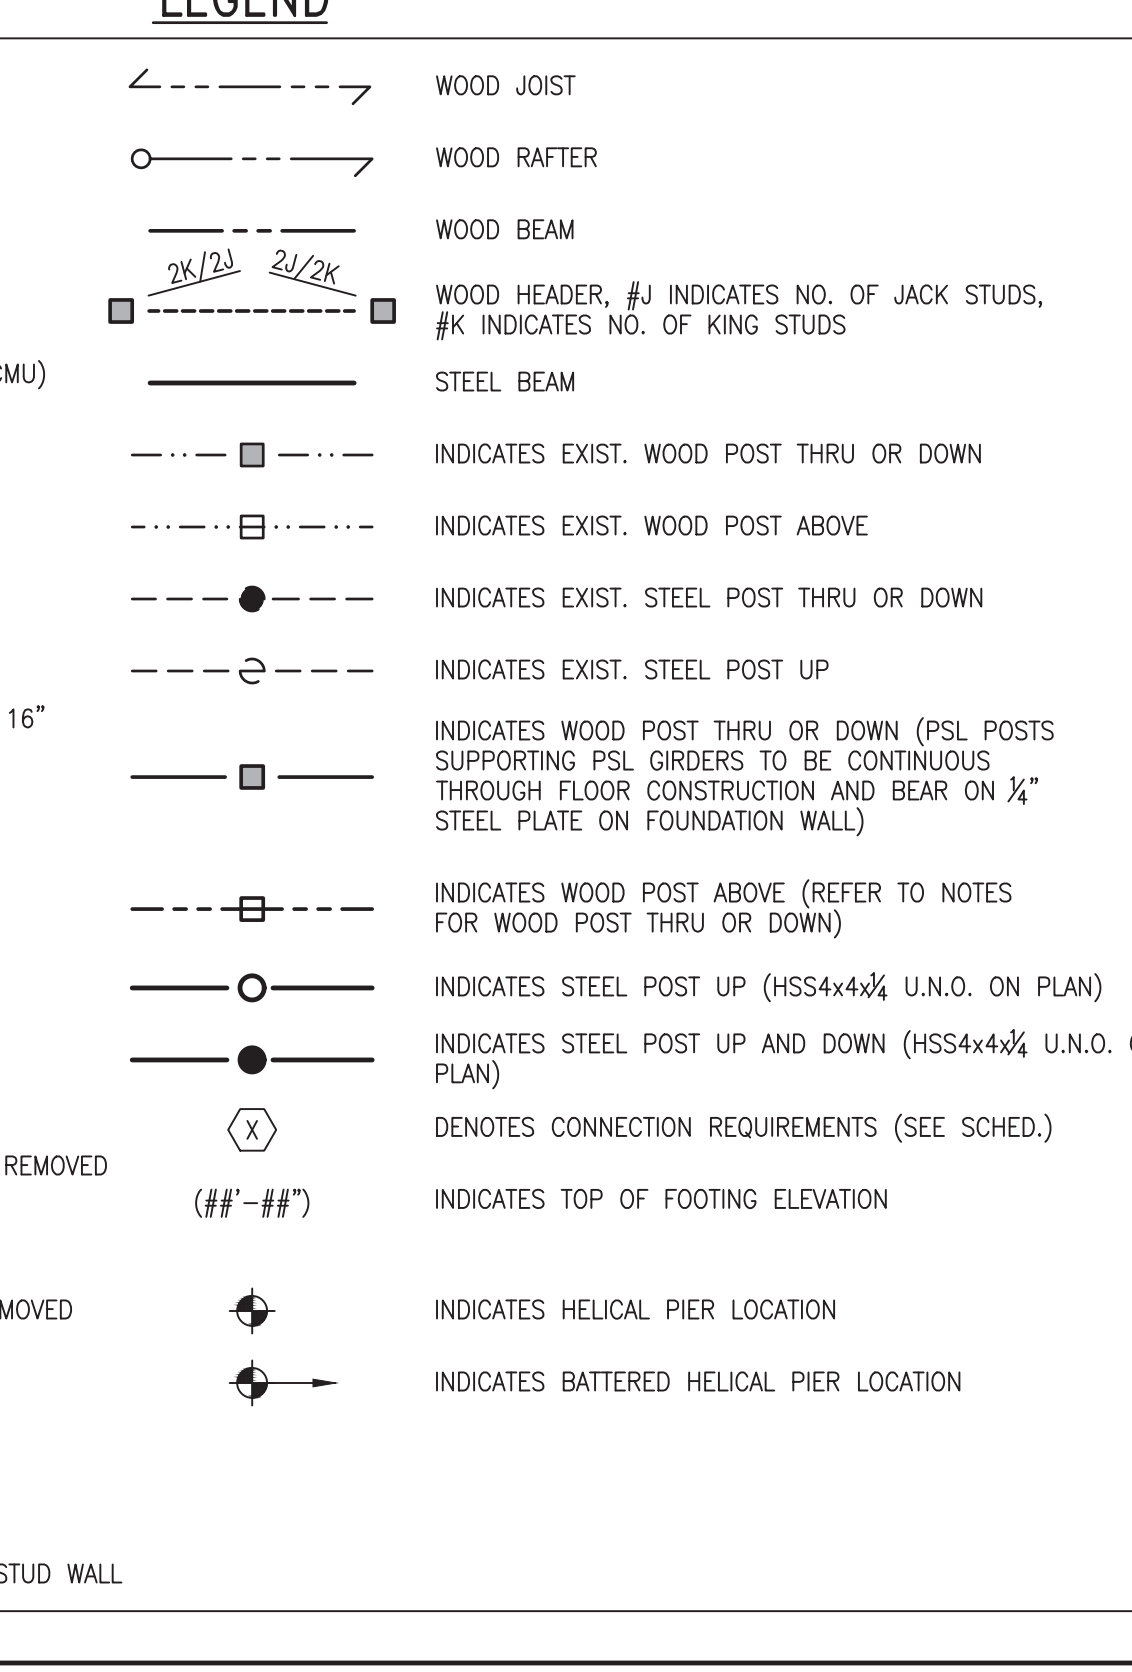 LEGEND
WOOD JOIST
WOOD RAFTER
WOOD BEAM
2K/2J 2J/2K
WOOD HEADER, #J INDICATES NO. OF JACK STUDS,
#K INDICATES NO. OF KING STUDS
CMU)
STEEL BEAM
INDICATES EXIST. WOOD POST THRU OR DOWN
INDICATES EXIST. WOOD POST ABOVE
INDICATES EXIST. STEEL POST THRU OR DOWN
INDICATES EXIST. STEEL POST UP
16"
INDICATES WOOD POST THRU OR DOWN (PSL POSTS
SUPPORTING PSL GIRDERS TO BE CONTINUOUS
THROUGH FLOOR CONSTRUCTION AND BEAR ON 1/4"
STEEL PLATE ON FOUNDATION WALL)
INDICATES WOOD POST ABOVE (REFER TO NOTES
FOR WOOD POST THRU OR DOWN)
INDICATES STEEL POST UP (HSS4x4x1/4 U.N.O. ON PLAN)
INDICATES STEEL POST UP AND DOWN (HSS4x4x1/4 U.N.O.
PLAN)
X
DENOTES CONNECTION REQUIREMENTS (SEE SCHED.)
REMOVED
(##'-##")
INDICATES TOP OF FOOTING ELEVATION
MOVED
INDICATES HELICAL PIER LOCATION
INDICATES BATTERED HELICAL PIER LOCATION
STUD WALL